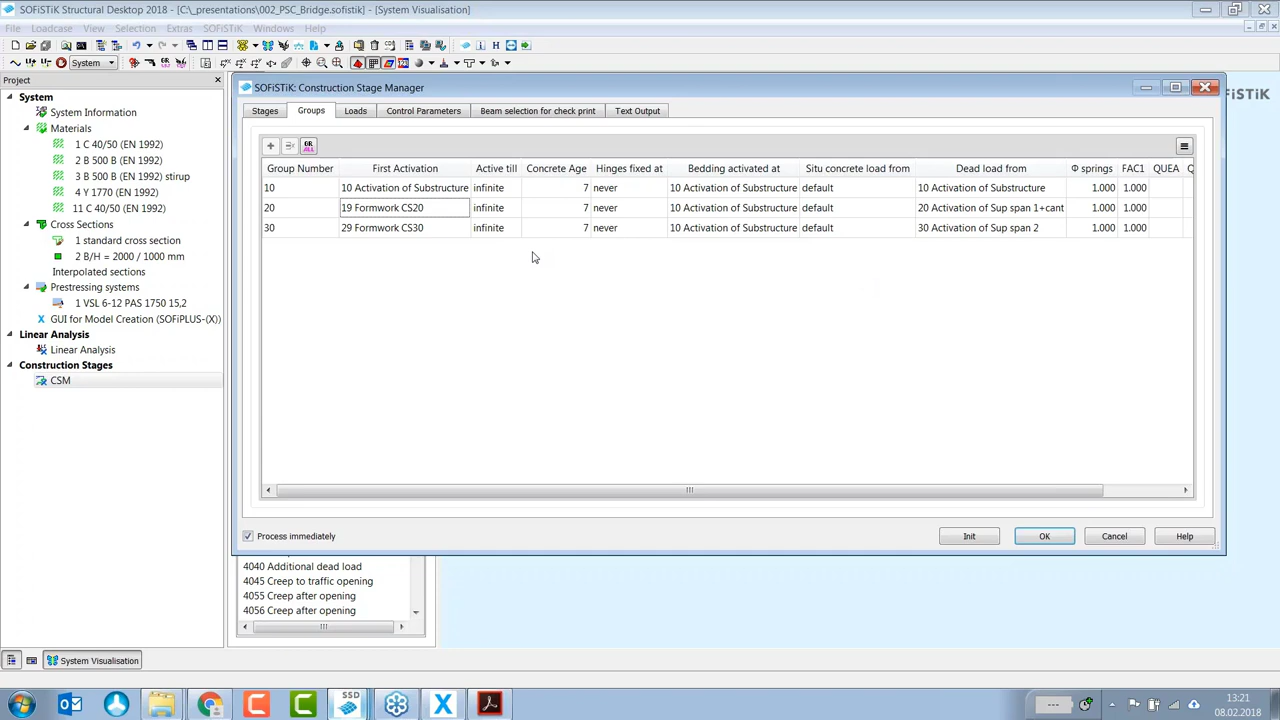 SOFiSTiK Structural Desktop 2018 - [C:\_presentations\002_PSC_Bridge.sofistik] - [System Visualisation]
File Loadcase View Selection Extras SOFiSTiK Windows Help
System
Project
System
System Information
Materials
1 C 40/50 (EN 1992)
2 B 500 B (EN 1992)
3 B 500 B (EN 1992) stirup
4 Y 1770 (EN 1992)
11 C 40/50 (EN 1992)
Cross Sections
1 standard cross section
2 B/H = 2000 / 1000 mm
Interpolated sections
Prestressing systems
1 VSL 6-12 PAS 1750 15,2
GUI for Model Creation (SOFiPLUS-(X))
Linear Analysis
Linear Analysis
Construction Stages
CSM
SOFiSTiK: Construction Stage Manager
Stages Groups Loads Control Parameters Beam selection for check print Text Output
GR ALL
Group Number First Activation Active till Concrete Age Hinges fixed at Bedding activated at Situ concrete load from Dead load from Φ springs FAC1 QUEA Q
10 10 Activation of Substructure infinite 7 never 10 Activation of Substructure default 10 Activation of Structure 1.000 1.000
20 19 Formwork CS20 infinite 7 never 10 Activation of Substructure default 20 Activation of Sup span 1+cant 1.000 1.000
30 29 Formwork CS30 infinite 7 never 10 Activation of Substructure default 30 Activation of Sup span 2 1.000 1.000
Process immediately
Init OK Cancel Help
4040 Additional dead load
4045 Creep to traffic opening
4055 Creep after opening
4056 Creep after opening
System Visualisation
SSD
13:21
08.02.2018